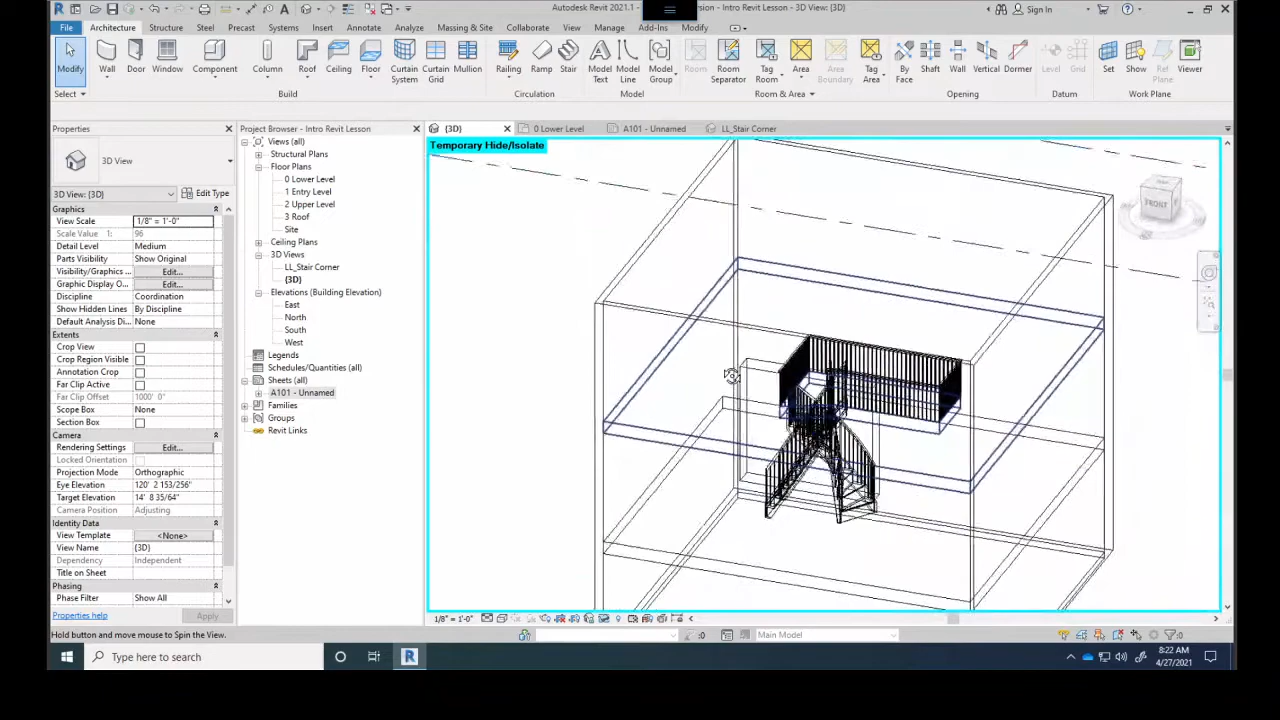 Autodesk Revit 2021.1 -
rsion - Intro Revit Lesson - 3D View: {3D}
Sign In
File Architecture Structure Steel Precast Systems Insert Annotate Analyze Massing & Site Collaborate View Manage Add-Ins Modify
Modify Wall Door Window Component Column Roof Ceiling Floor Curtain System Curtain Grid Mullion Railing Ramp Stair Model Text Model Line Model Group Room Room Separator Tag Room Area Area Boundary Tag Area By Face Shaft Wall Vertical Dormer Level Grid Set Show Ref Plane Viewer
Select Build Circulation Model Room & Area Opening Datum Work Plane
Properties
3D View
3D View: {3D} Edit Type
Graphics
View Scale 1/8" = 1'-0"
Scale Value 1: 96
Detail Level Medium
Parts Visibility Show Original
Visibility/Graphics ... Edit...
Graphic Display O... Edit...
Discipline Coordination
Show Hidden Lines By Discipline
Default Analysis Di... None
Extents
Crop View
Crop Region Visible
Annotation Crop
Far Clip Active
Far Clip Offset 1000' 0"
Scope Box None
Section Box
Camera
Rendering Settings Edit...
Locked Orientation
Projection Mode Orthographic
Eye Elevation 120' 2 153/256"
Target Elevation 14' 8 35/64"
Camera Position Adjusting
Identity Data
View Template <None>
View Name {3D}
Dependency Independent
Title on Sheet
Phasing
Phase Filter Show All
Properties help Apply
Project Browser - Intro Revit Lesson
Views (all)
Structural Plans
Floor Plans
0 Lower Level
1 Entry Level
2 Upper Level
3 Roof
Site
Ceiling Plans
3D Views
LL_Stair Corner
{3D}
Elevations (Building Elevation)
East
North
South
West
Legends
Schedules/Quantities (all)
Sheets (all)
A101 - Unnamed
Families
Groups
Revit Links
{3D} 0 Lower Level A101 - Unnamed LL_Stair Corner
Temporary Hide/Isolate
FRONT
1/8" = 1'-0"
Hold button and move mouse to Spin the View.
:0 Main Model :0
Type here to search
R
8:22 AM
4/27/2021